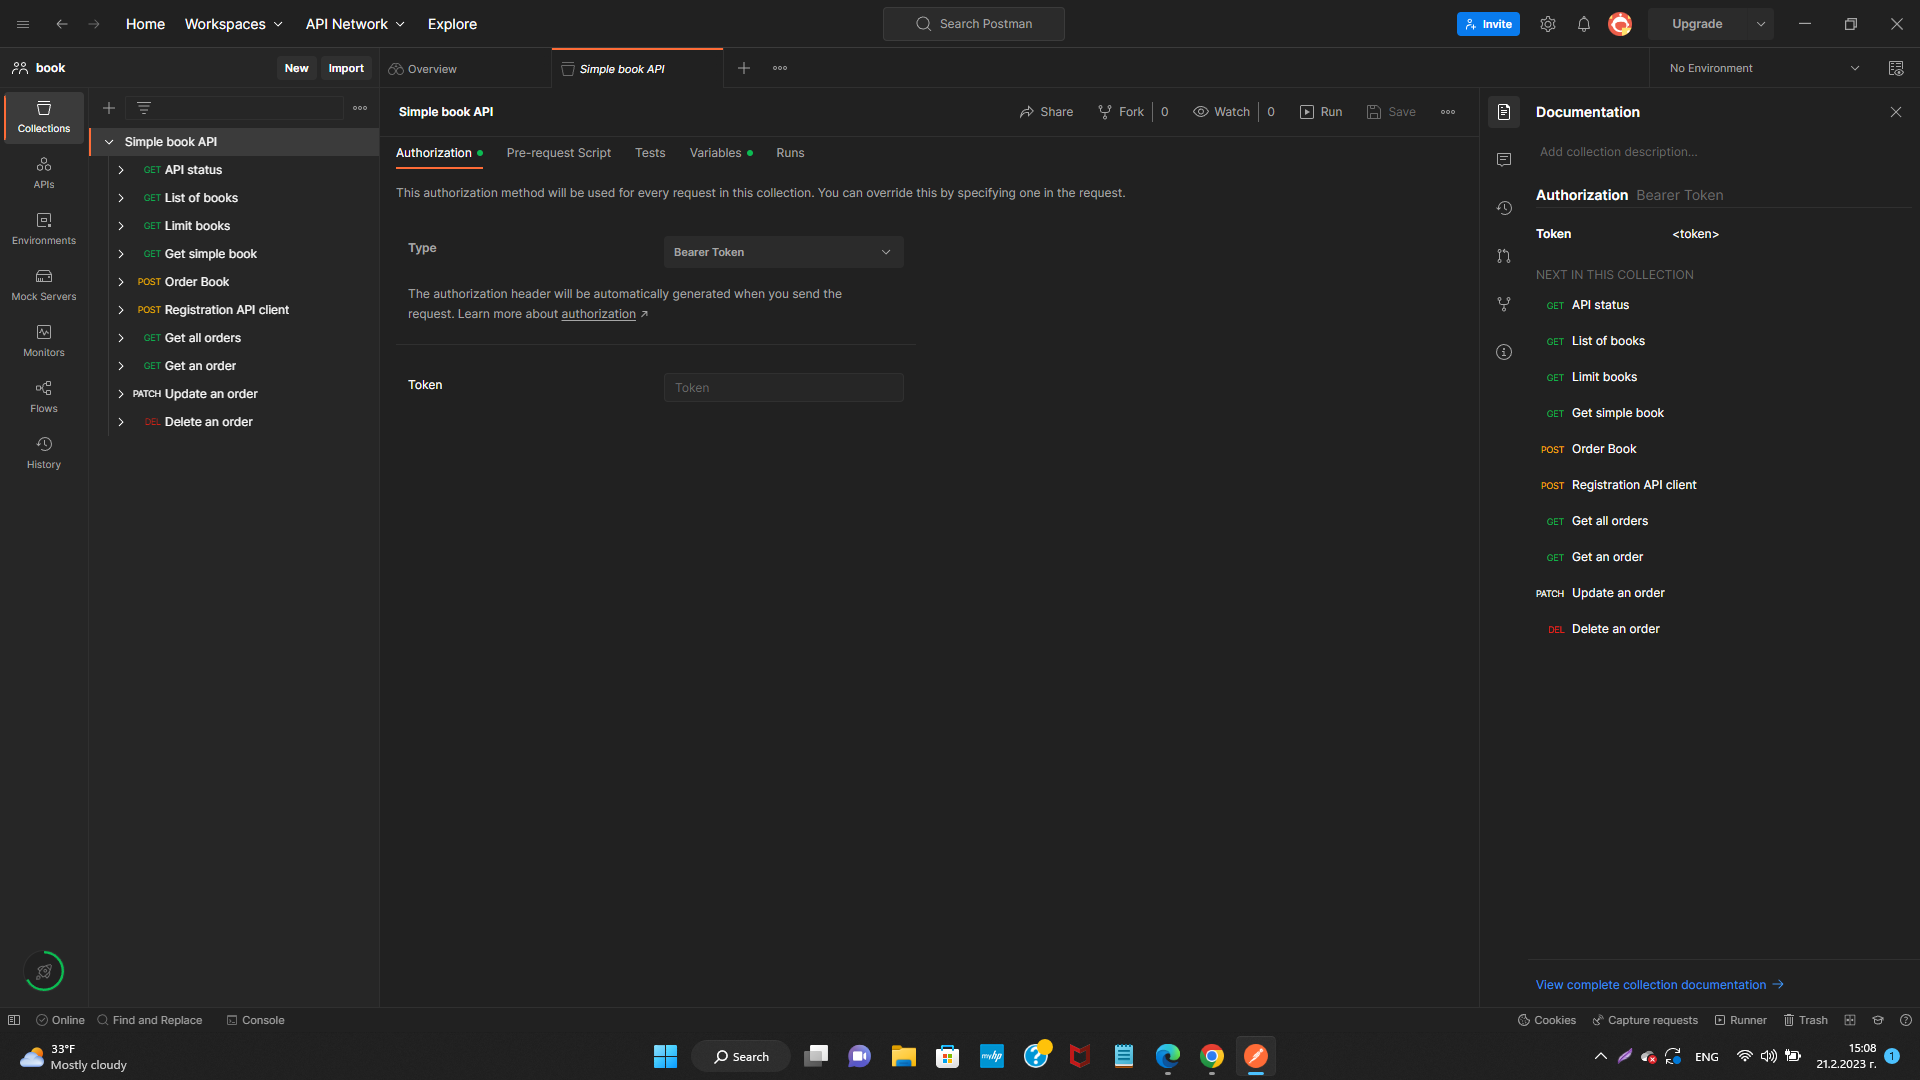 Home
Workspaces
API Network
Explore
Search Postman
Invite
Upgrade
book
New
Import
Overview
Simple book API
No Environment
Collections
APIs
Environments
Mock Servers
Monitors
Flows
History
Simple book API
GET API status
GET List of books
GET Limit books
GET Get simple book
POST Order Book
POST Registration API client
GET Get all orders
GET Get an order
PATCH Update an order
DEL Delete an order
Simple book API
Share
Fork
0
Watch
0
Run
Save
Authorization
Pre-request Script
Tests
Variables
Runs
This authorization method will be used for every request in this collection. You can override this by specifying one in the request.
Type
Bearer Token
The authorization header will be automatically generated when you send the
request. Learn more about authorization ↗
Token
Token
Documentation
Add collection description...
Authorization Bearer Token
Token <token>
NEXT IN THIS COLLECTION
GET API status
GET List of books
GET Limit books
GET Get simple book
POST Order Book
POST Registration API client
GET Get all orders
GET Get an order
PATCH Update an order
DEL Delete an order
View complete collection documentation →
Online
Find and Replace
Console
Cookies
Capture requests
Runner
Trash
33°F
Mostly cloudy
Search
myhp
ENG
15:08
21.2.2023 г.
1